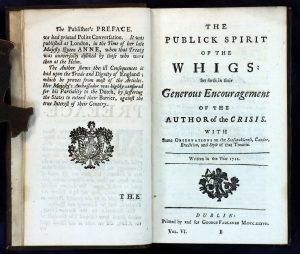 The Publisher's PREFACE.
we had printed Polite Conversation. It was
published at London, in the Time of her late
Majesty Queen ANNE, when that Treaty
was universally disliked by those who were
then at the Helm.
The Author shews the ill Consequences it
had upon the Trade and Dignity of England;
which he proves from most of the Articles.
Her Majesty's Ambassador was highly censured
for his Partiality to the Dutch, by suffering
the States to extend their Barrier, against the
true Interest of their Country.
THE
THE
PUBLICK SPIRIT
OF THE
WHIGS:
Set forth in their
Generous Encouragement
OF THE
AUTHOR of the CRISIS.
WITH
Some OBSERVATIONS on the Seasonableness, Candor,
Erudition, and Style of that Treatise.
Written in the Year 1712.
DUBLIN:
Printed by and for GEORGE FAULKNER
VOL. VI. B